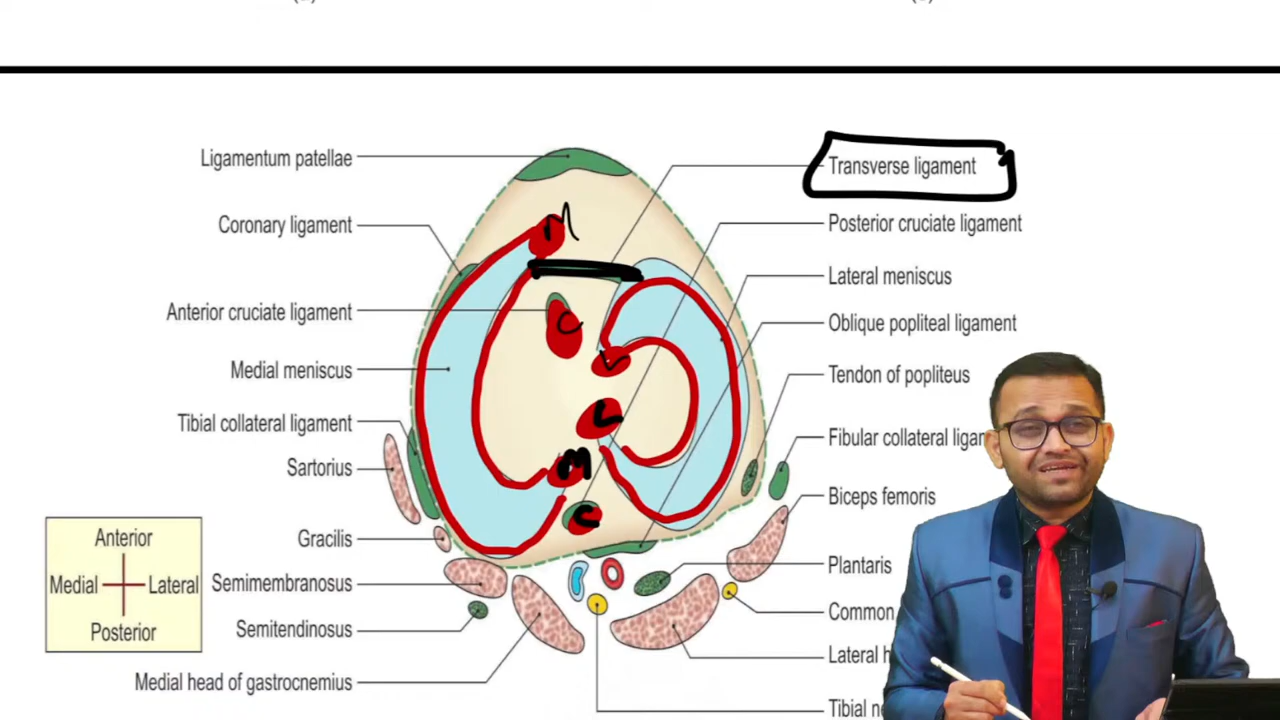 Ligamentum patellae
Coronary ligament
Anterior cruciate ligament
Medial meniscus
Tibial collateral ligament
Sartorius
Gracilis
Semimembranosus
Semitendinosus
Medial head of gastrocnemius
Anterior
Medial
Lateral
Posterior
M
C
L
L
M
C
Transverse ligament
Posterior cruciate ligament
Lateral meniscus
Oblique popliteal ligament
Tendon of popliteus
Fibular collateral
Biceps femoris
Plantaris
Common
Lateral
Tibial